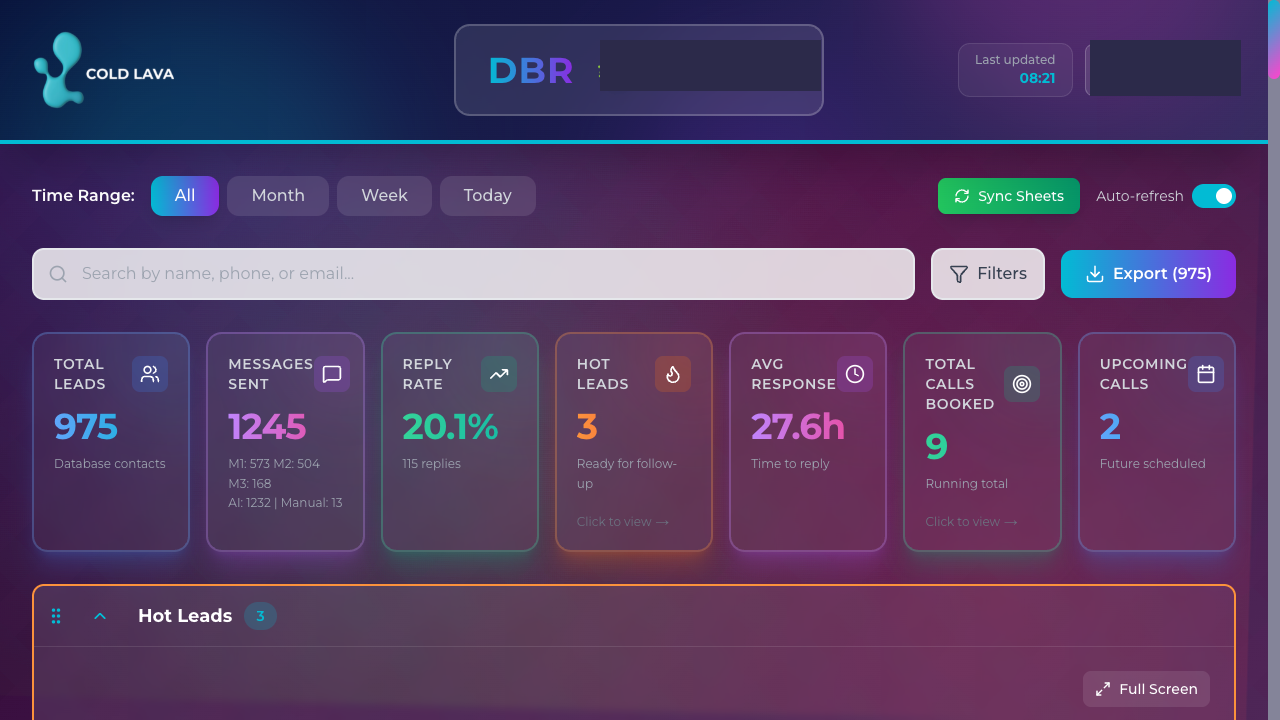 COLD LAVA
DBR
Last updated
08:21
Time Range:
All
Month
Week
Today
Sync Sheets
Auto-refresh
Search by name, phone, or email...
Filters
Export (975)
TOTAL
LEADS
975
Database contacts
MESSAGES
SENT
1245
M1: 573 M2: 504
M3: 168
AI: 1232 | Manual: 13
REPLY
RATE
20.1%
115 replies
HOT
LEADS
3
Ready for follow-
up
Click to view →
AVG
RESPONSE
27.6h
Time to reply
TOTAL
CALLS
BOOKED
9
Running total
Click to view →
UPCOMING
CALLS
2
Future scheduled
Hot Leads
3
Full Screen